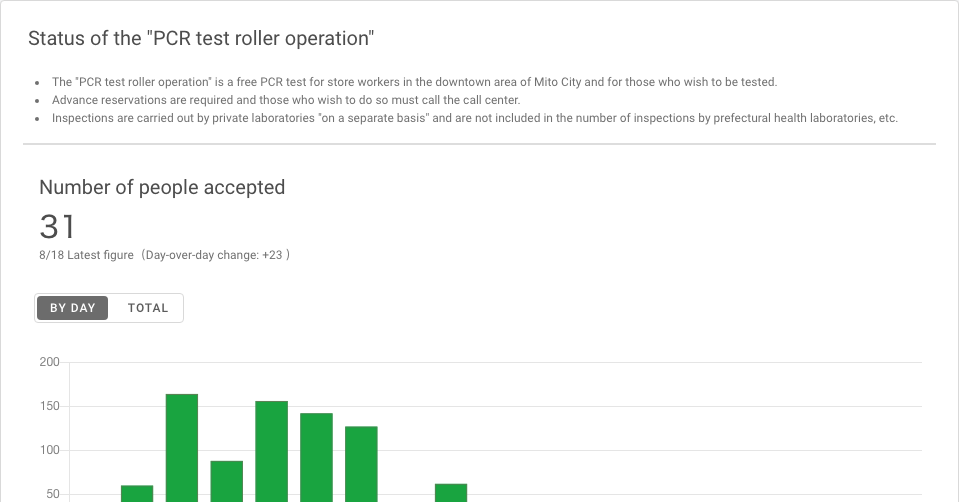 Status of the "PCR test roller operation"
The "PCR test roller operation" is a free PCR test for store workers in the downtown area of Mito City and for those who wish to be tested.
Advance reservations are required and those who wish to do so must call the call center.
Inspections are carried out by private laboratories "on a separate basis" and are not included in the number of inspections by prefectural health laboratories, etc.
Number of people accepted
31
8/18 Latest figure（Day-over-day change: +23 ）
BY DAY TOTAL
200
150
100
50